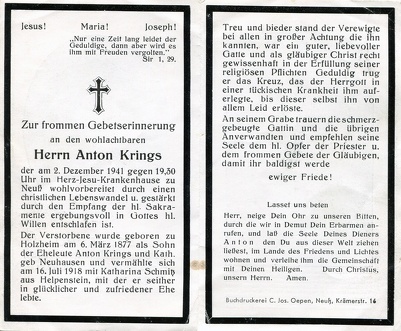 Jesus! Maria! Joseph!
„Nur eine Zeit lang leidet der
Geduldige, dann aber wird es
ihm mit Freuden vergolten.“
Sir 1, 29.
Zur frommen Gebetserinnerung
an den wohlachtbaren
Herrn Anton Krings
der am 2. Dezember 1941 gegen 19,30
Uhr im Herz-Jesu-Krankenhause zu
Neuß wohlvorbereitet durch einen
christlichen Lebenswandel u. gestärkt
durch den Empfang der hl. Sakra-
mente ergebungsvoll in Gottes hl.
Willen entschlafen ist.
Der Verstorbene wurde geboren zu
Holzheim am 6. März 1877 als Sohn
der Eheleute Anton Krings und Kath.
geb Neuhausen und vermählte sich
am 16. Juli 1918 mit Katharina Schmitz
aus Helpenstein, mit der er seither
in glücklicher und zufriedener Ehe
lebte.
Treu und bieder stand der Verewigte
bei allen in großer Achtung die ihn
kannten, war ein guter, liebevoller
Gatte und als gläubiger Christ recht
gewissenhaft in der Erfüllung seiner
religiösen Pflichten Geduldig trüg
er das Kreuz, das der Herrgott in
einer tückischen Krankheit ihm auf-
erlegte, bis dieser selbst ihn von
allem Leid erlöste.
An seinem Grabe trauern die schmerz-
gebeugte Gattin und die übrigen
Anverwandten und empfehlen seine
Seele dem hl. Opfer der Priester u.
dem frommen Gebete der Gläubigen,
damit ihr baldigst werde
ewiger Friede!
Lasset uns beten
Herr, neige Dein Ohr zu unseren Bitten,
durch die wir in Demut Dein Erbarmen an-
rufen, und laß die Seele Deines Dieners
Anton den Du aus dieser Welt ziehen
ließest, im Lande des Friedens und Lichtes
wohnen und verleihe ihm die Gemeinschaft
mit Deinen Heiligen. Durch Christus,
unsern Herrn. Amen.
Buchdruckerei C. Jos. Oepen, Neuß, Krämerstr. 16